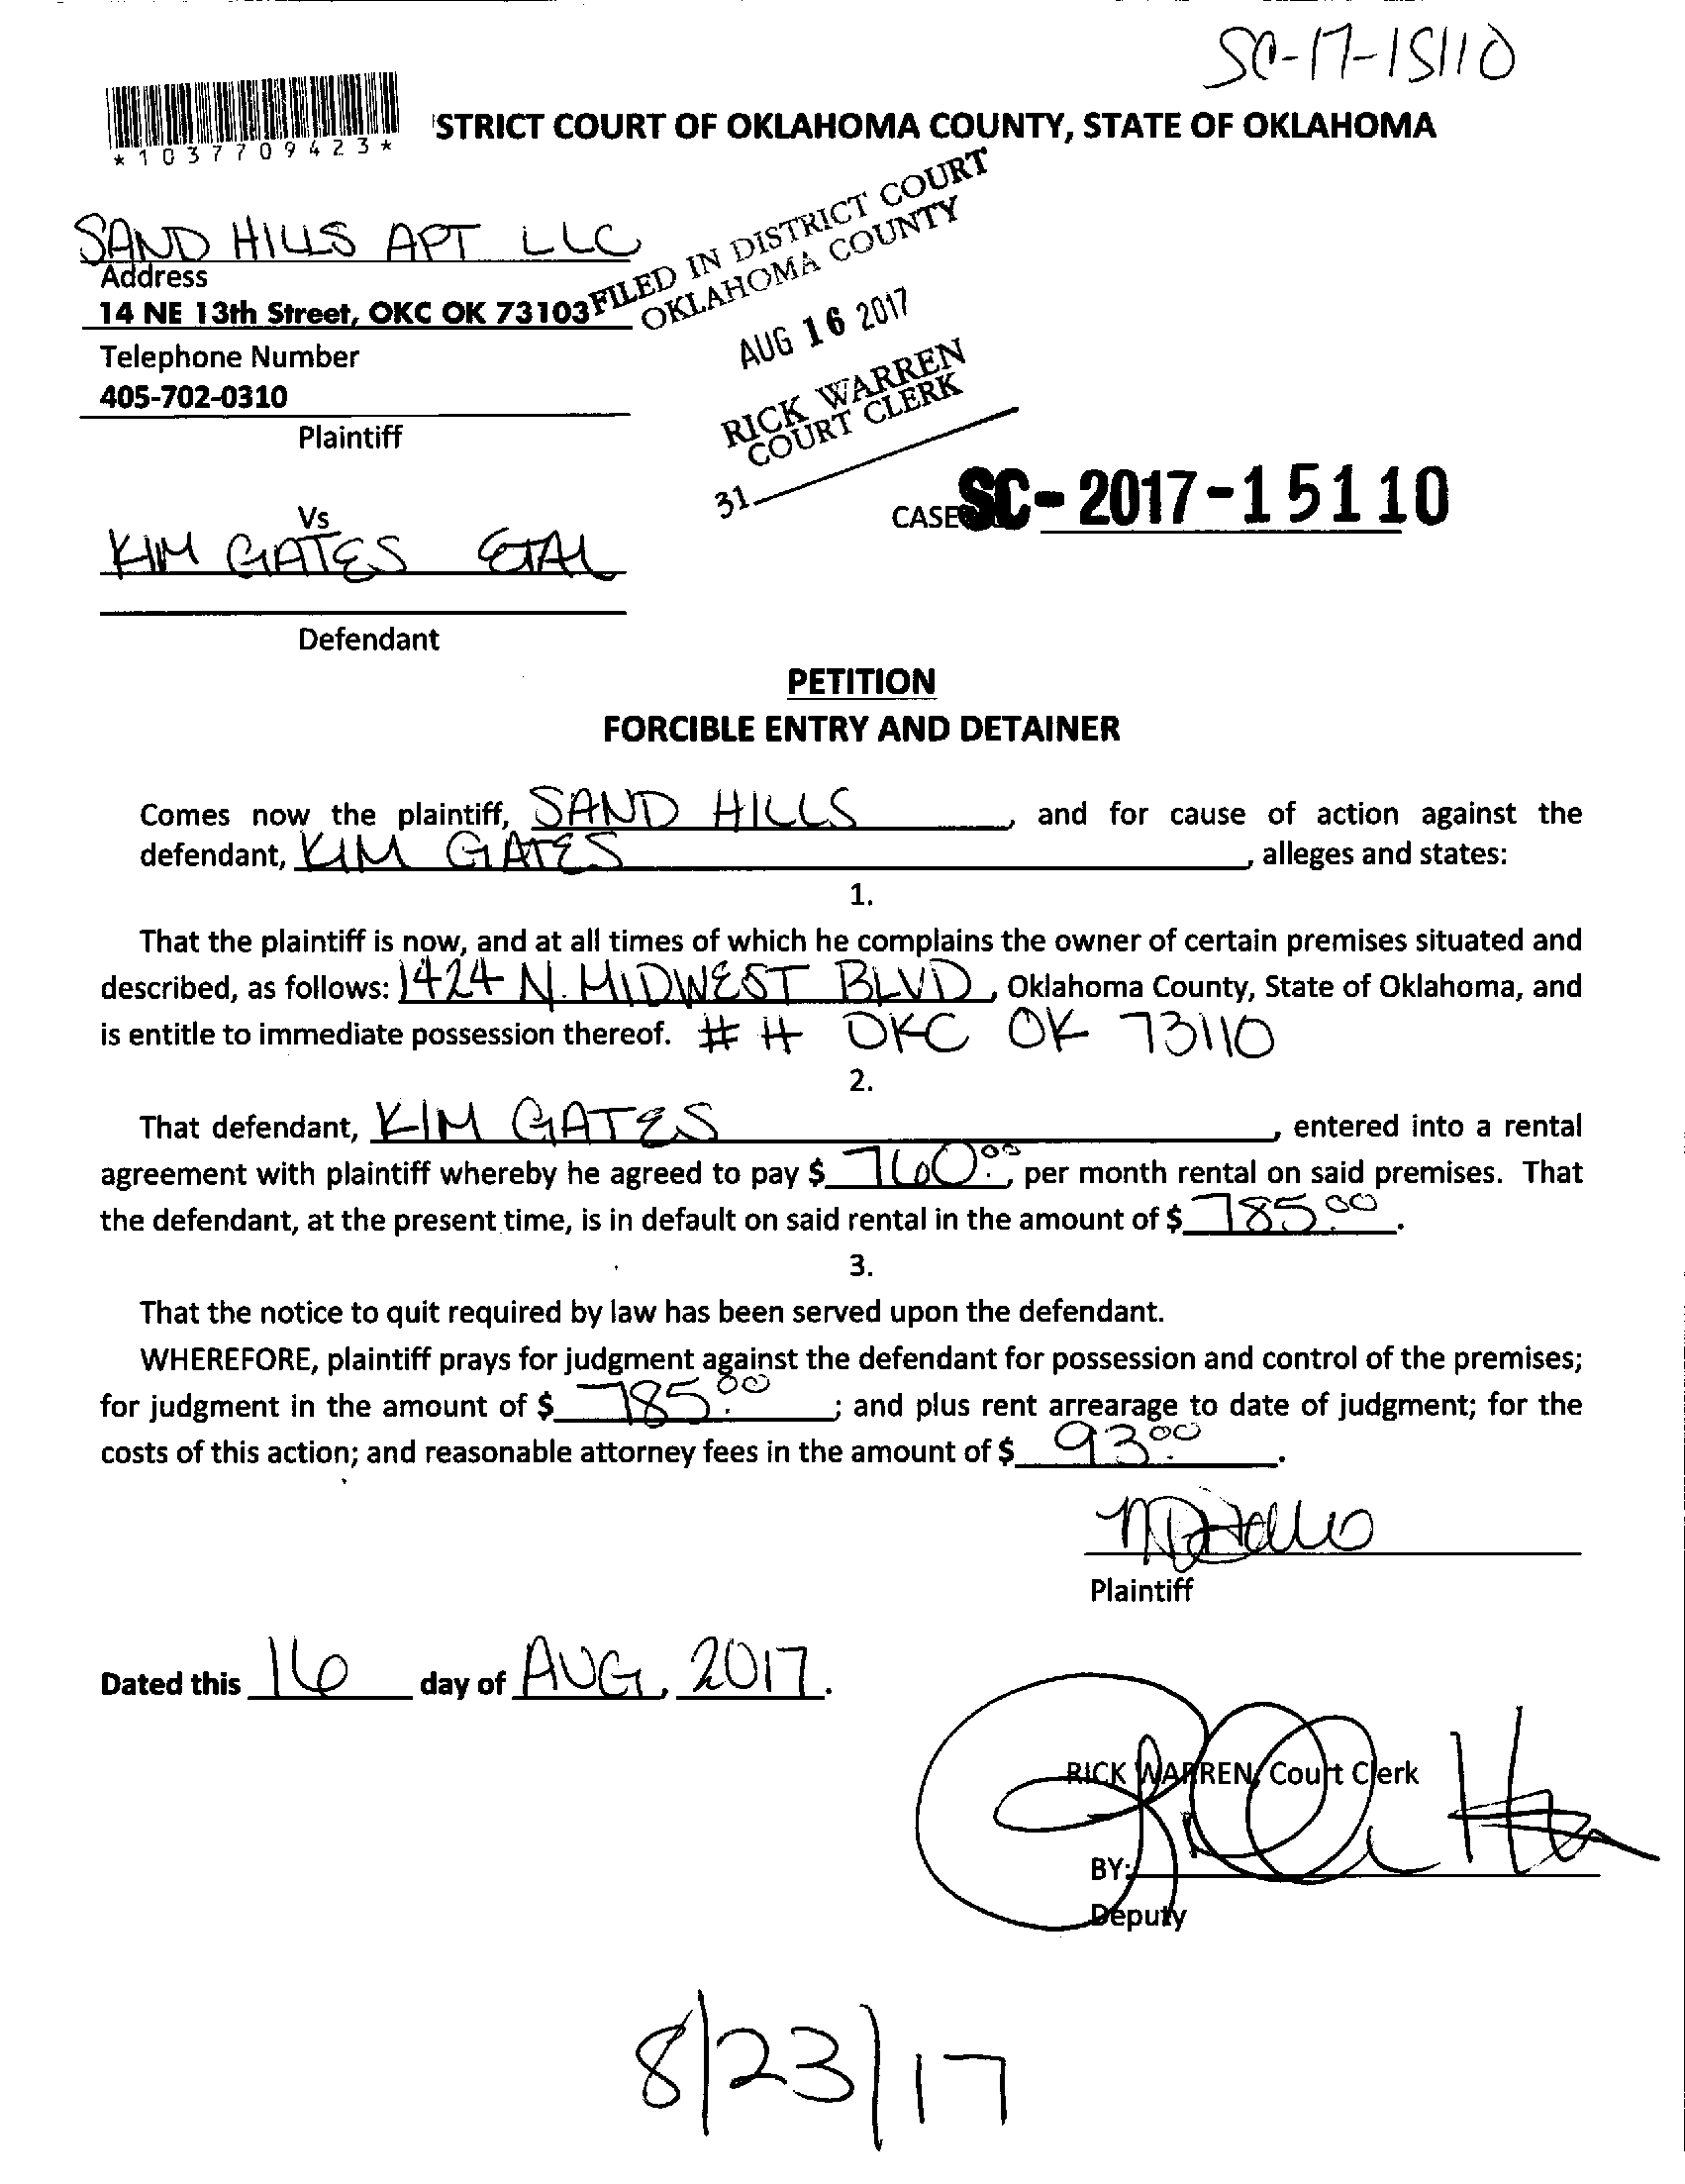 SC-17-15110
*1037709423*
STRICT COURT OF OKLAHOMA COUNTY, STATE OF OKLAHOMA
SAND HILLS APT LLC
Address
14 NE 13th Street, OKC OK 73103
Telephone Number
405-702-0310
Plaintiff
FILED IN DISTRICT COURT
OKLAHOMA COUNTY
AUG 16 2017
RICK WARREN
COURT CLERK
31
CASE SC-2017-15110
Vs
KIM GATES ETAL
Defendant
PETITION
FORCIBLE ENTRY AND DETAINER
Comes now the plaintiff, SAND HILLS, and for cause of action against the
defendant, KIM GATES, alleges and states:
1.
That the plaintiff is now, and at all times of which he complains the owner of certain premises situated and
described, as follows: 1424 N. MIDWEST BLVD, Oklahoma County, State of Oklahoma, and
is entitle to immediate possession thereof. # H OKC OK 73110
2.
That defendant, KIM GATES, entered into a rental
agreement with plaintiff whereby he agreed to pay $ 760.00, per month rental on said premises. That
the defendant, at the present time, is in default on said rental in the amount of $ 785.00.
3.
That the notice to quit required by law has been served upon the defendant.
WHEREFORE, plaintiff prays for judgment against the defendant for possession and control of the premises;
for judgment in the amount of $ 785.00; and plus rent arrearage to date of judgment; for the
costs of this action; and reasonable attorney fees in the amount of $ 93.00.
Plaintiff
Dated this 16 day of AUG, 2017.
RICK WARREN, Court Clerk
BY:
Deputy
8/23/17